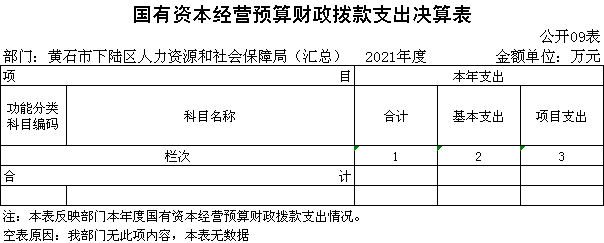 国有资本经营预算财政拨款支出决算表
公开09表
部门：黄石市下陆区人力资源和社会保障局（汇总） 2021年度 金额单位：万元
项 目 本年支出
功能分类科目编码 科目名称 合计 基本支出 项目支出
栏次 1 2 3
合 计
注：本表反映部门本年度国有资本经营预算财政拨款支出情况。
空表原因：我部门无此项内容，本表无数据